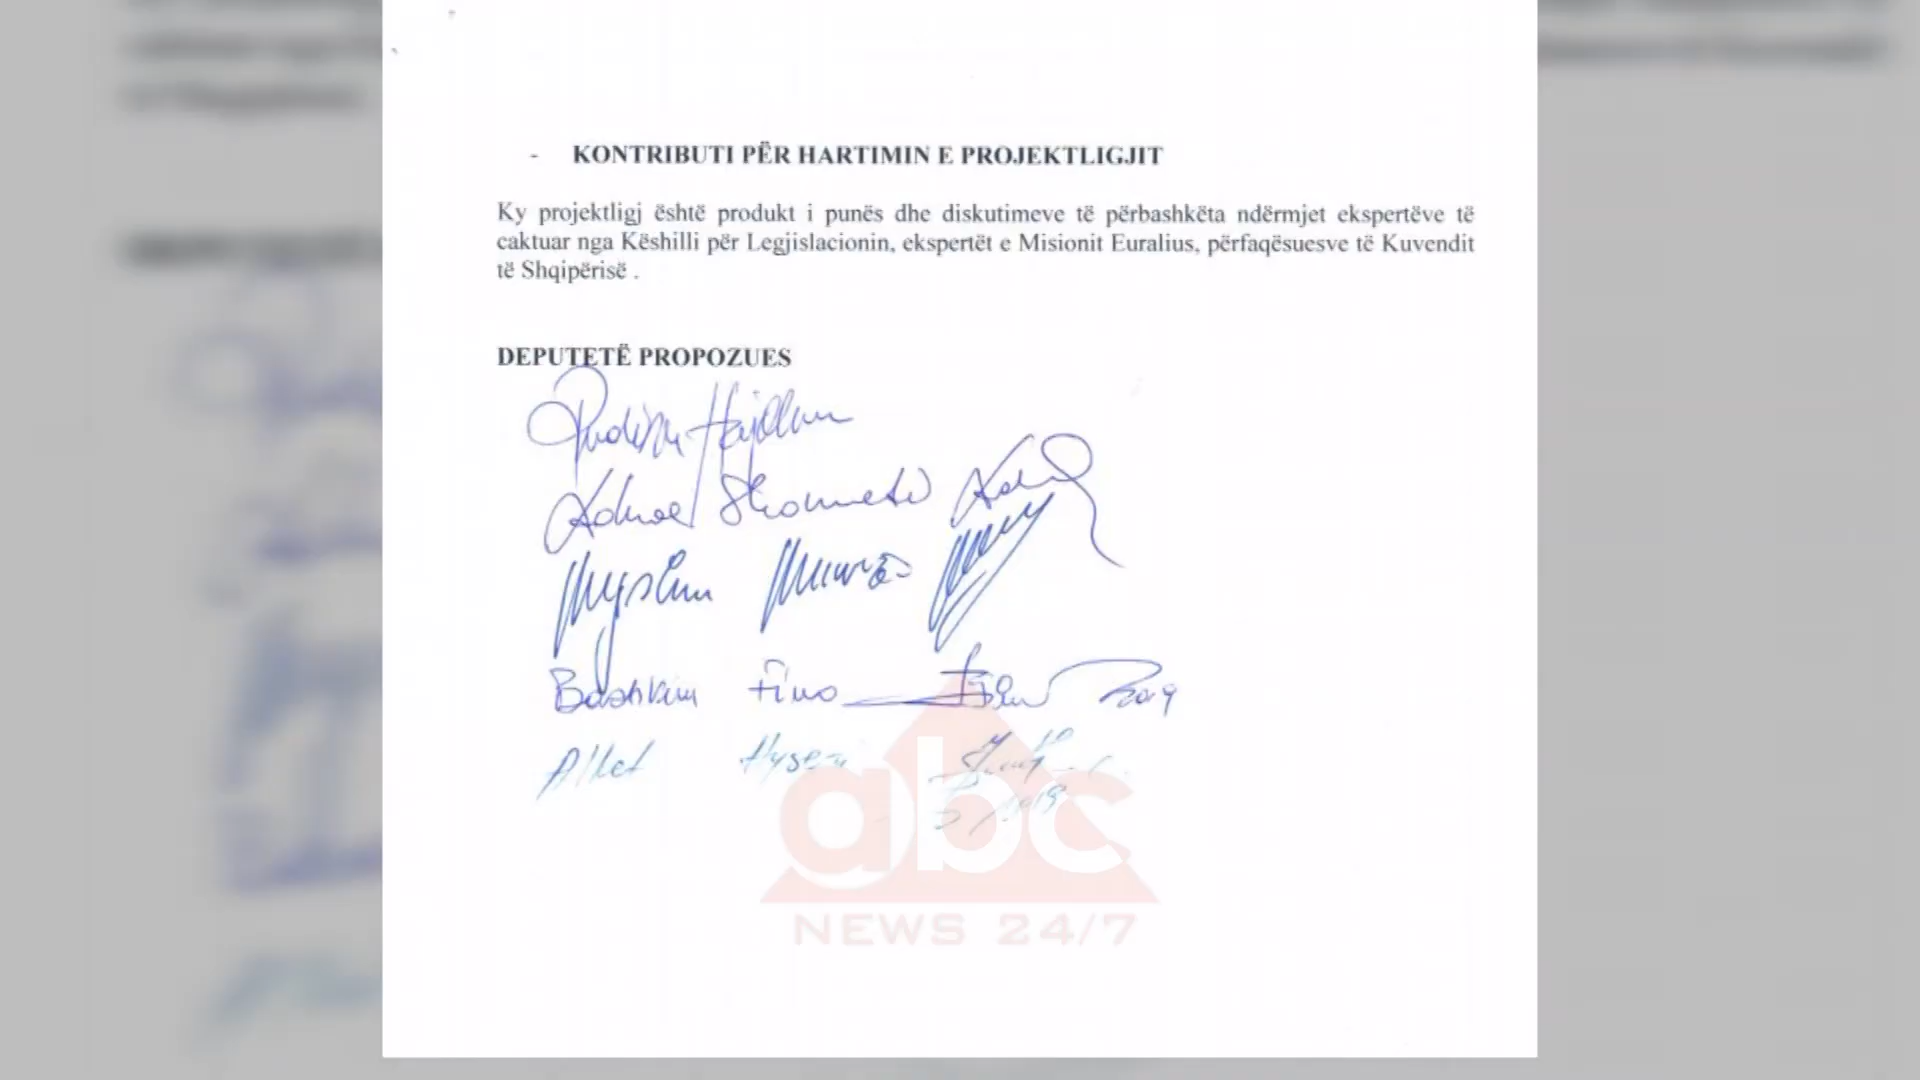 - KONTRIBUTI PËR HARTIMIN E PROJEKTLIGJIT
Ky projektligj është produkt i punës dhe diskutimeve të përbashkëta ndërmjet ekspertëve të
caktuar nga Këshilli për Legjislacionin, ekspertët e Misionit Euralius, përfaqësuesve të Kuvendit
të Shqipërisë .
DEPUTETË PROPOZUES
Bashkim Fino
Alket Hyseni
abc
NEWS 24/7